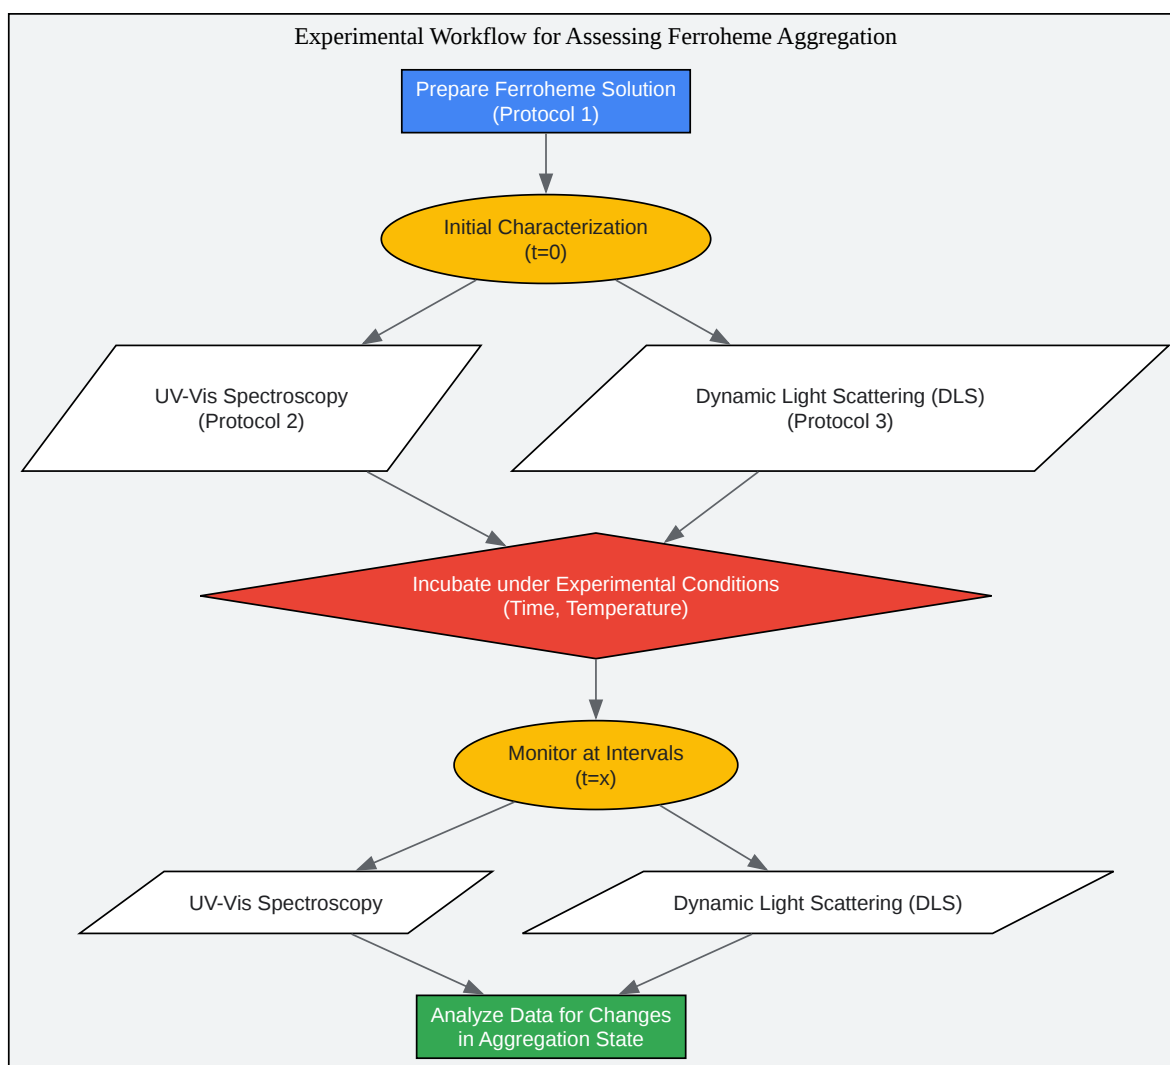 Experimental Workflow for Assessing Ferroheme Aggregation
Prepare Ferroheme Solution
(Protocol 1)
Initial Characterization
(t=0)
UV-Vis Spectroscopy
(Protocol 2)
Dynamic Light Scattering (DLS)
(Protocol 3)
Incubate under Experimental Conditions
(Time, Temperature)
Monitor at Intervals
(t=x)
UV-Vis Spectroscopy
Dynamic Light Scattering (DLS)
Analyze Data for Changes
in Aggregation State